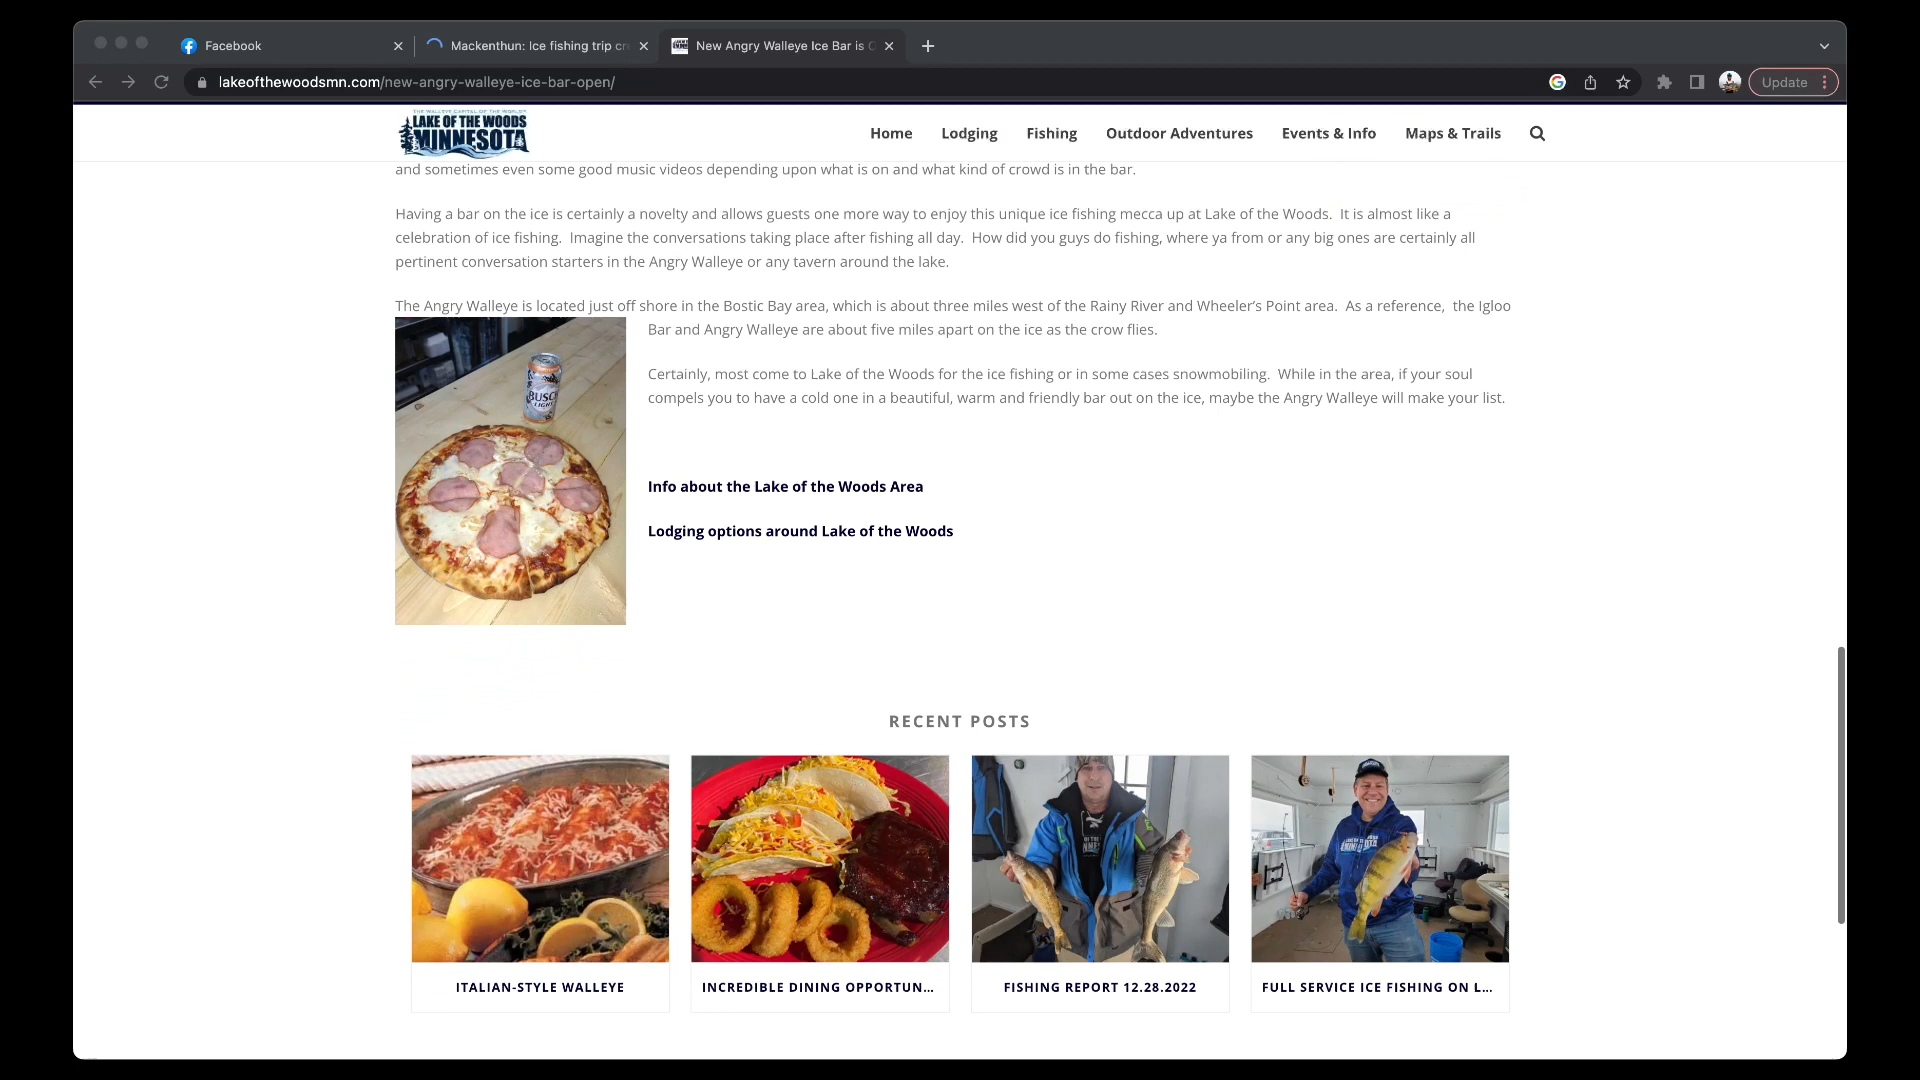 Facebook
Mackenthun: Ice fishing trip cr
New Angry Walleye Ice Bar is O
lakeofthewoodsmn.com/new-angry-walleye-ice-bar-open/
Update
THE WALLEYE CAPITAL OF THE WORLD
LAKE OF THE WOODS
MINNESOTA
Home
Lodging
Fishing
Outdoor Adventures
Events & Info
Maps & Trails
and sometimes even some good music videos depending upon what is on and what kind of crowd is in the bar.
Having a bar on the ice is certainly a novelty and allows guests one more way to enjoy this unique ice fishing mecca up at Lake of the Woods. It is almost like a
celebration of ice fishing. Imagine the conversations taking place after fishing all day. How did you guys do fishing, where ya from or any big ones are certainly all
pertinent conversation starters in the Angry Walleye or any tavern around the lake.
The Angry Walleye is located just off shore in the Bostic Bay area, which is about three miles west of the Rainy River and Wheeler’s Point area. As a reference, the Igloo
Bar and Angry Walleye are about five miles apart on the ice as the crow flies.
Certainly, most come to Lake of the Woods for the ice fishing or in some cases snowmobiling. While in the area, if your soul
compels you to have a cold one in a beautiful, warm and friendly bar out on the ice, maybe the Angry Walleye will make your list.
BUSCH
LIGHT
Info about the Lake of the Woods Area
Lodging options around Lake of the Woods
RECENT POSTS
ITALIAN-STYLE WALLEYE
INCREDIBLE DINING OPPORTUN...
FISHING REPORT 12.28.2022
FULL SERVICE ICE FISHING ON L...